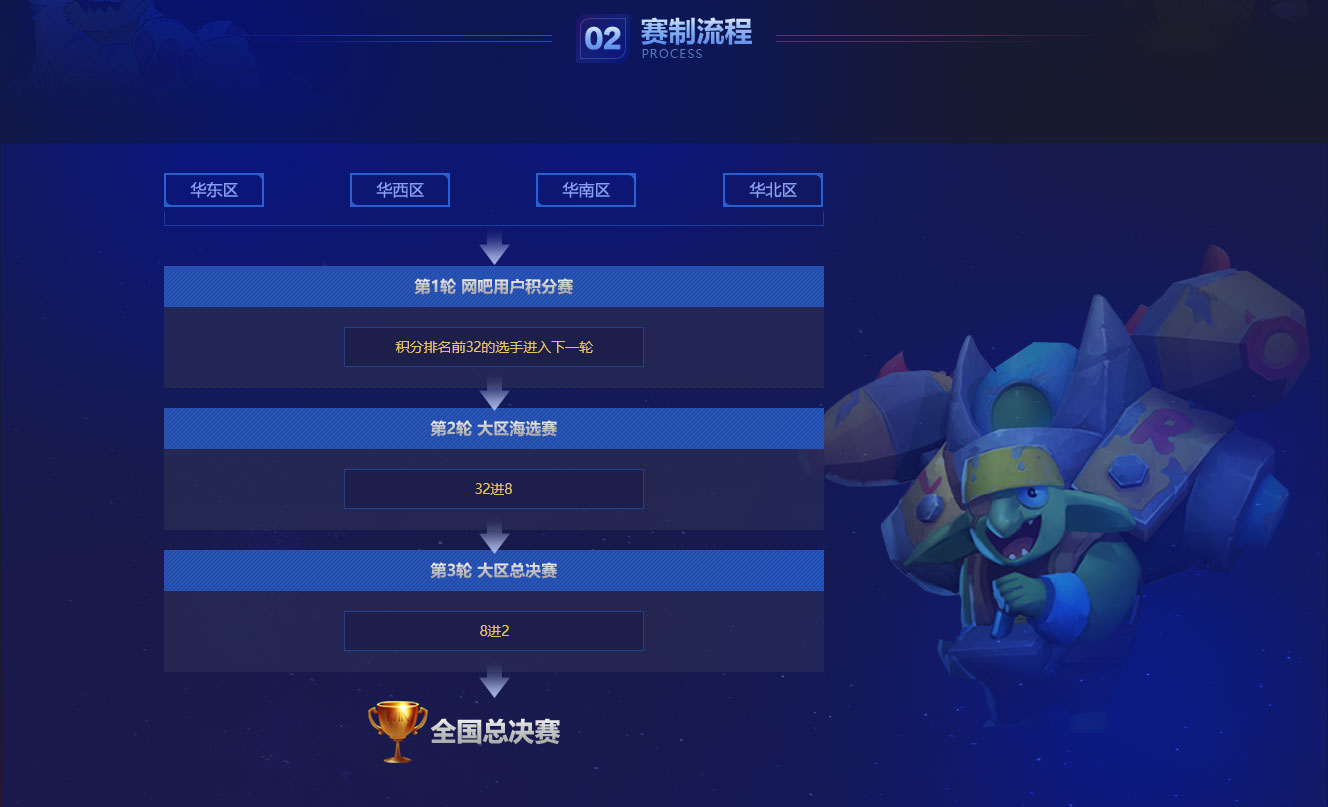 02
赛制流程
PROCESS
华东区
华西区
华南区
华北区
第1轮 网吧用户积分赛
积分排名前32的选手进入下一轮
第2轮 大区海选赛
32进8
第3轮 大区总决赛
8进2
全国总决赛